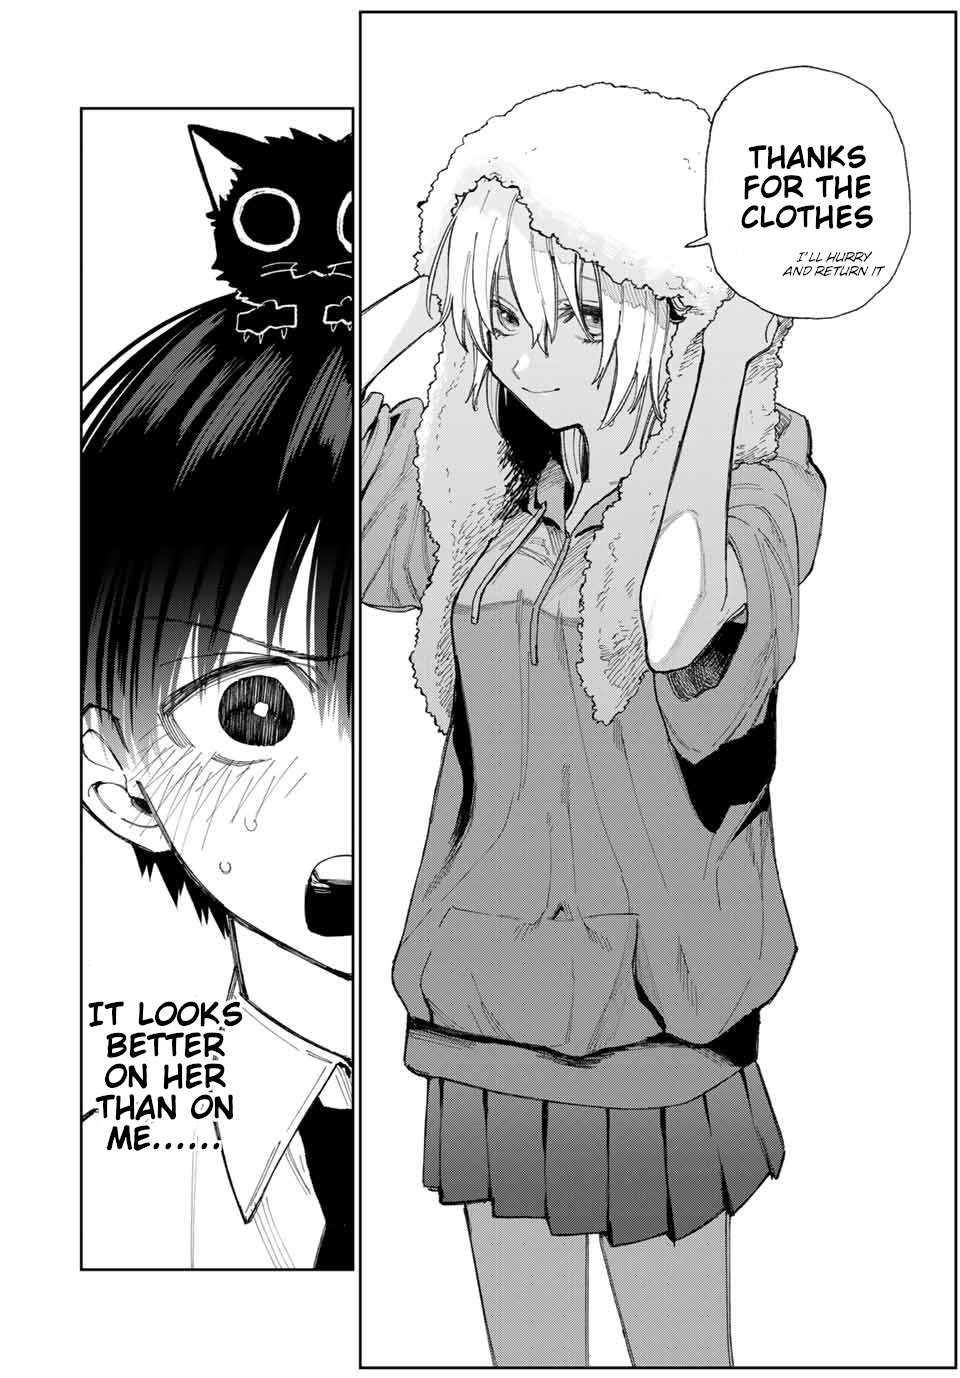 THANKS
FOR THE
CLOTHES
I'LL HURRY
AND RETURN IT
IT LOOKS
BETTER
ON HER
THAN ON
ME......